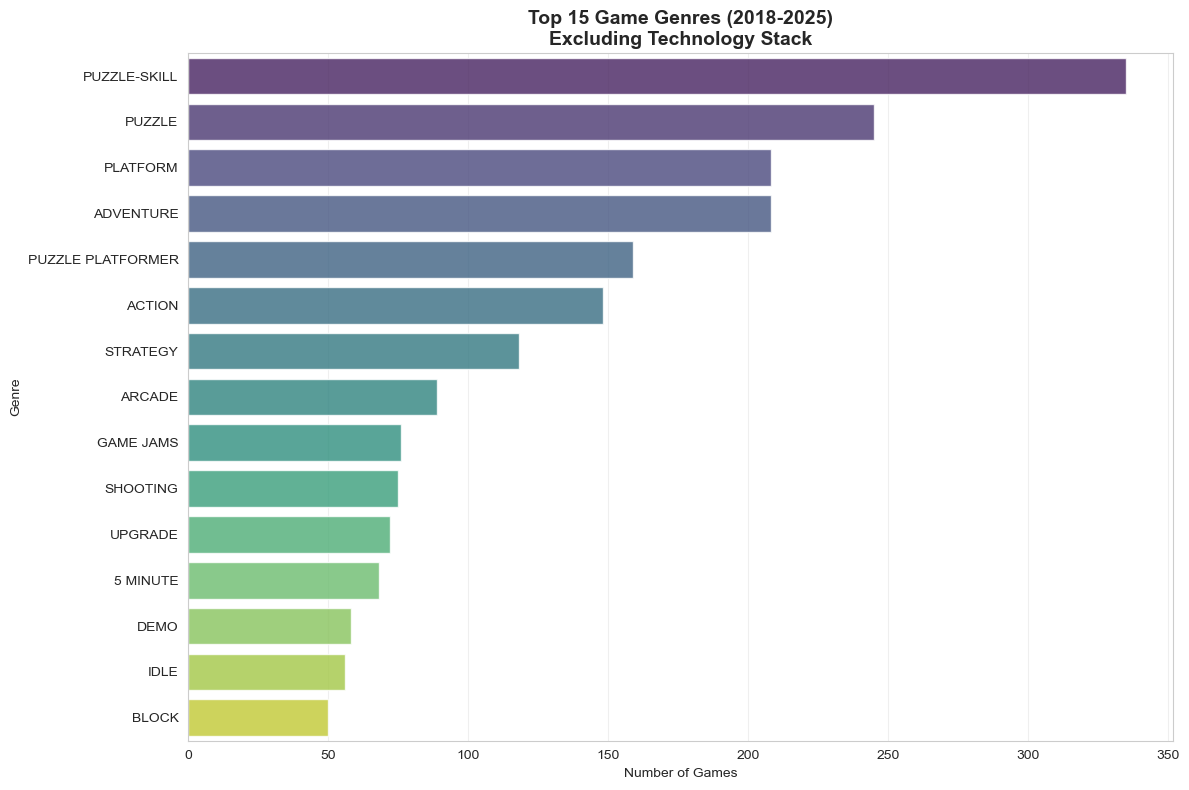 Top 15 Game Genres (2018-2025)
Excluding Technology Stack
PUZZLE-SKILL
PUZZLE
PLATFORM
ADVENTURE
PUZZLE PLATFORMER
ACTION
STRATEGY
ARCADE
GAME JAMS
SHOOTING
UPGRADE
5 MINUTE
DEMO
IDLE
BLOCK
Genre
0 50 100 150 200 250 300 350
Number of Games